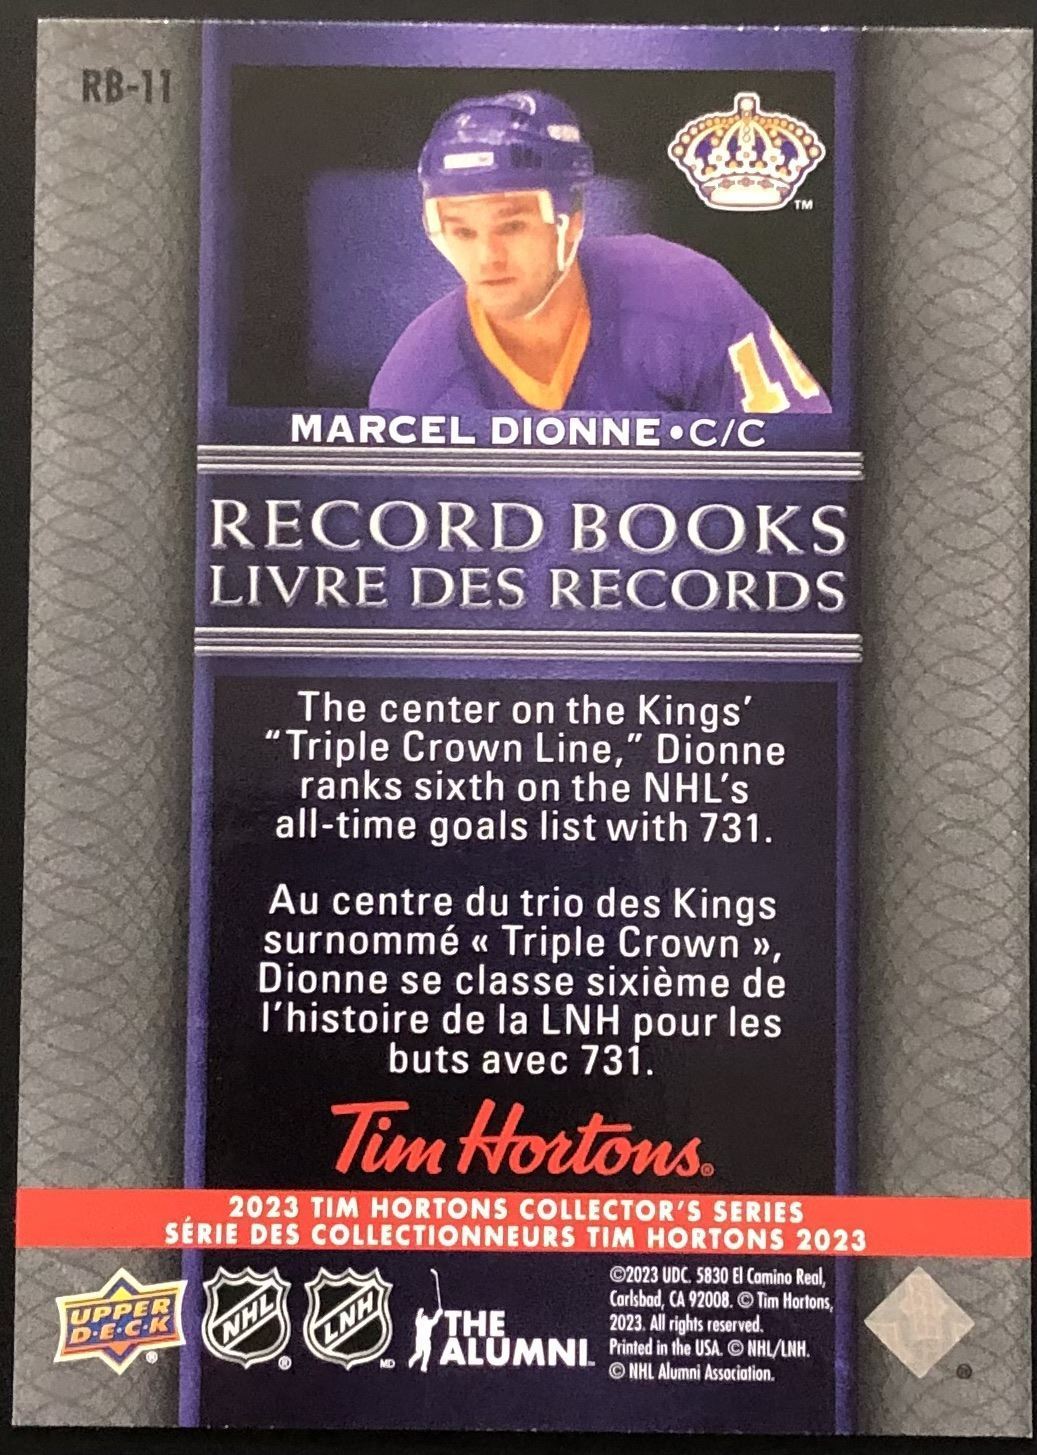 RB-11
TM
MARCEL DIONNE • C/C
RECORD BOOKS
LIVRE DES RECORDS
The center on the Kings’
“Triple Crown Line,” Dionne
ranks sixth on the NHL’s
all-time goals list with 731.
Au centre du trio des Kings
surnommé « Triple Crown »,
Dionne se classe sixième de
l’histoire de la LNH pour les
buts avec 731.
Tim Hortons®
2023 TIM HORTONS COLLECTOR’S SERIES
SÉRIE DES COLLECTIONNEURS TIM HORTONS 2023
UPPER
D·E·C·K
®
NHL
®
LNH
MD
THE
ALUMNI
©2023 UDC. 5830 El Camino Real,
Carlsbad, CA 92008. © Tim Hortons,
2023. All rights reserved.
Printed in the USA. © NHL/LNH.
© NHL Alumni Association.